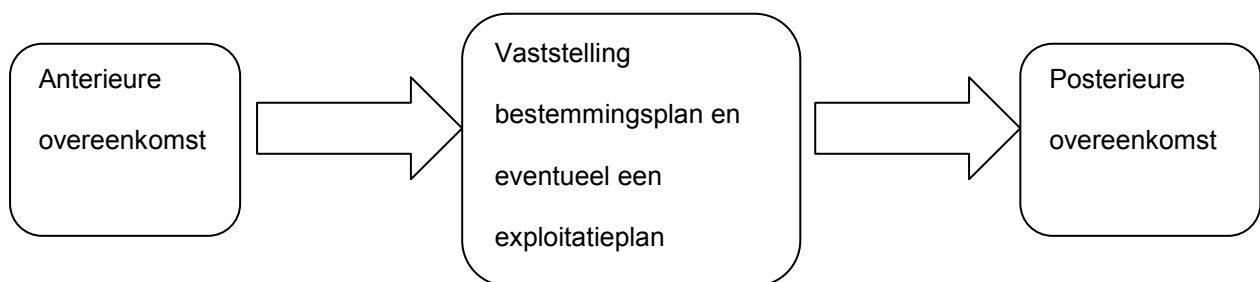 Anterieure
overeenkomst
Vaststelling
bestemmingsplan en
eventueel een
exploitatieplan
Posterieure
overeenkomst